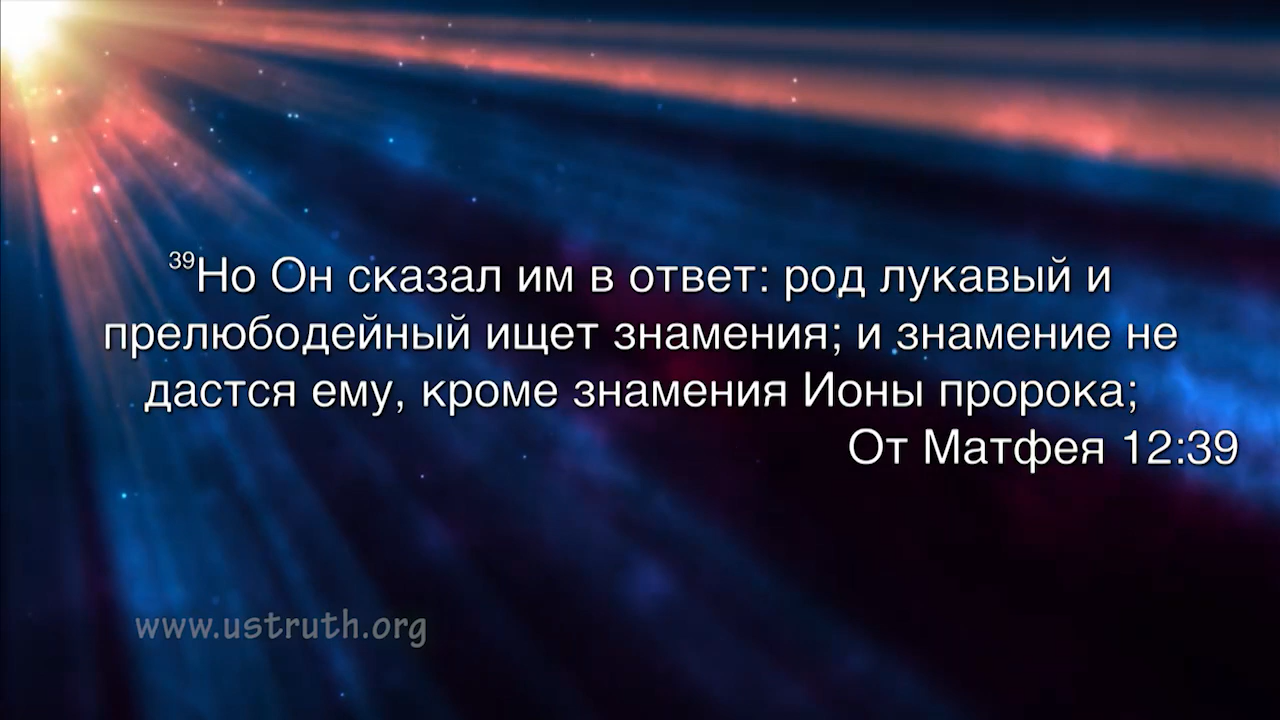 39Но Он сказал им в ответ: род лукавый и
прелюбодейный ищет знамения; и знамение не
дастся ему, кроме знамения Ионы пророка;
От Матфея 12:39
www.ustruth.org